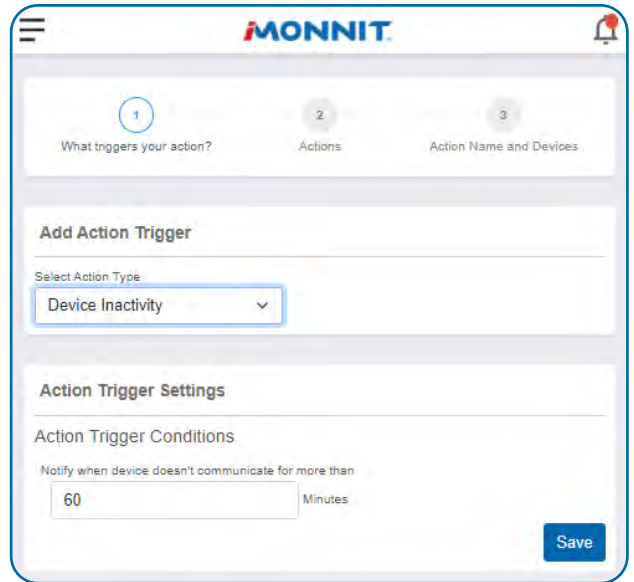 MONNIT
1 2 3
What triggers your action? Actions Action Name and Devices
Add Action Trigger
Select Action Type
Device Inactivity
Action Trigger Settings
Action Trigger Conditions
Notify when device doesn't communicate for more than
60 Minutes
Save